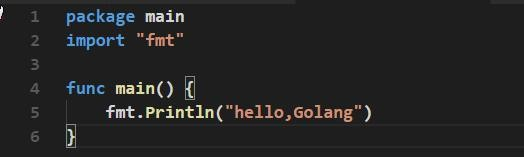 1 package main
2 import "fmt"
3
4 func main() {
5     fmt.Println("hello,Golang")
6 }